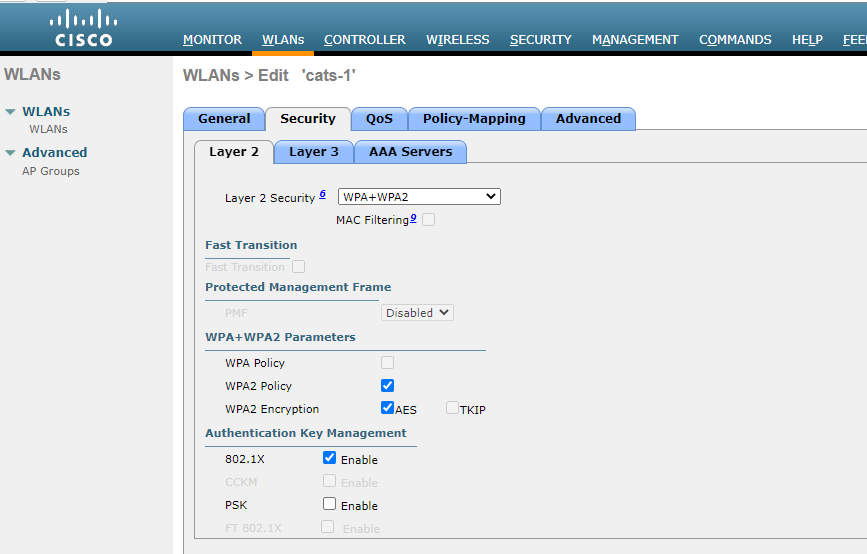 CISCO
MONITOR WLANs CONTROLLER WIRELESS SECURITY MANAGEMENT COMMANDS HELP FEE
WLANs
WLANs
WLANs
Advanced
AP Groups
WLANs > Edit 'cats-1'
General Security QoS Policy-Mapping Advanced
Layer 2 Layer 3 AAA Servers
Layer 2 Security 6 WPA+WPA2
MAC Filtering 9
Fast Transition
Fast Transition
Protected Management Frame
PMF Disabled
WPA+WPA2 Parameters
WPA Policy
WPA2 Policy
WPA2 Encryption AES TKIP
Authentication Key Management
802.1X Enable
CCKM Enable
PSK Enable
FT 802.1X Enable